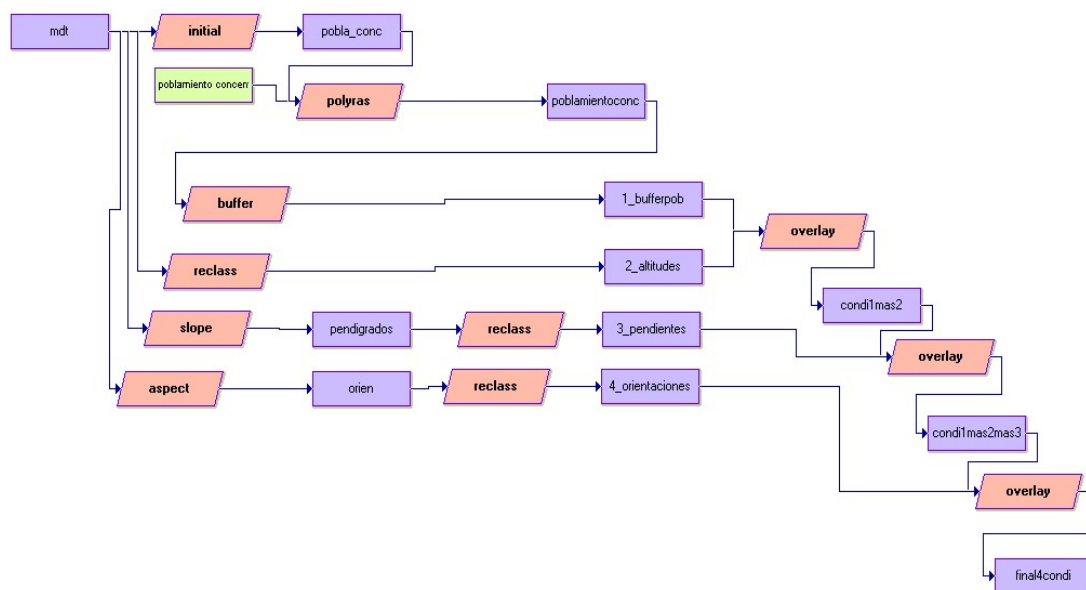 mdt
initial
pobla_conc
poblamiento concerr
polyras
poblamientoconc
buffer
1_bufferpob
overlay
reclass
2_altitudes
condi1mas2
slope
pendigrados
reclass
3_pendientes
overlay
aspect
orien
reclass
4_orientaciones
condi1mas2mas3
overlay
final4condi